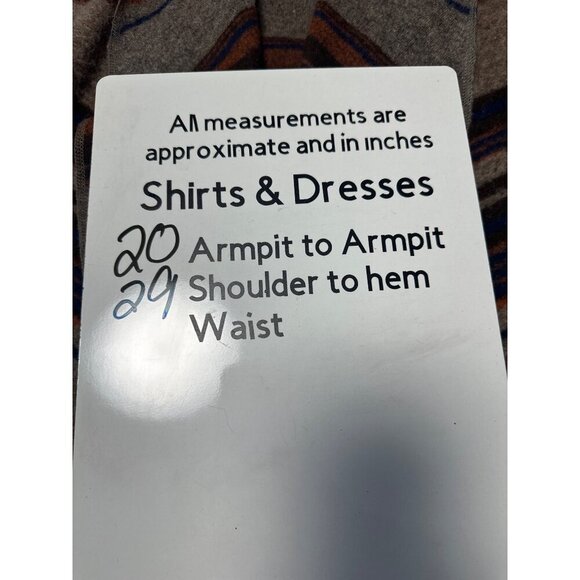 All measurements are
approximate and in inches
Shirts & Dresses
20 Armpit to Armpit
29 Shoulder to hem
Waist